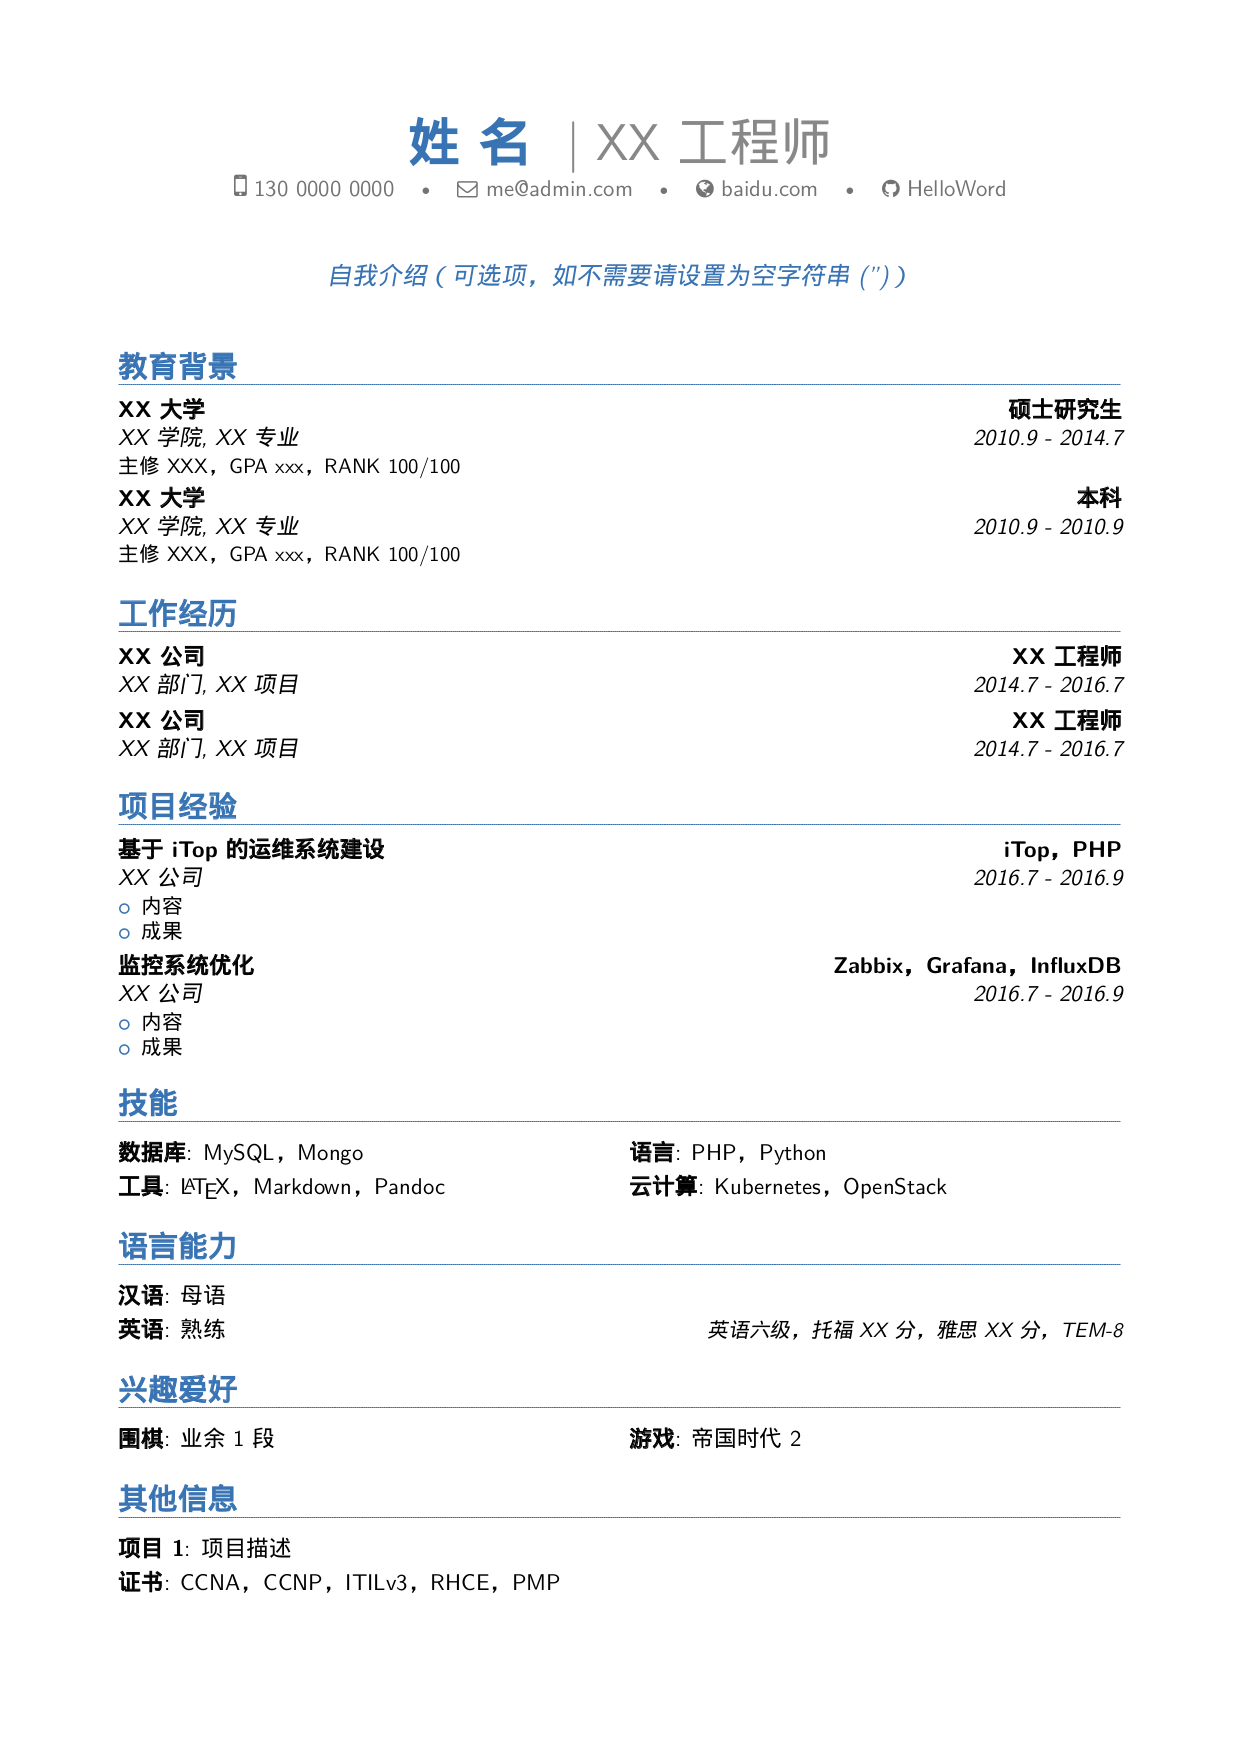 姓 名 | XX 工程师
130 0000 0000 • me@admin.com • baidu.com • HelloWord
自我介绍（可选项，如不需要请设置为空字符串 (”)）
教育背景
XX 大学 硕士研究生
XX 学院, XX 专业 2010.9 - 2014.7
主修 XXX，GPA xxx，RANK 100/100
XX 大学 本科
XX 学院, XX 专业 2010.9 - 2010.9
主修 XXX，GPA xxx，RANK 100/100
工作经历
XX 公司 XX 工程师
XX 部门, XX 项目 2014.7 - 2016.7
XX 公司 XX 工程师
XX 部门, XX 项目 2014.7 - 2016.7
项目经验
基于 iTop 的运维系统建设 iTop，PHP
XX 公司 2016.7 - 2016.9
内容
成果
监控系统优化 Zabbix，Grafana，InfluxDB
XX 公司 2016.7 - 2016.9
内容
成果
技能
数据库: MySQL，Mongo 语言: PHP，Python
工具: LATEX，Markdown，Pandoc 云计算: Kubernetes，OpenStack
语言能力
汉语: 母语
英语: 熟练 英语六级，托福 XX 分，雅思 XX 分，TEM-8
兴趣爱好
围棋: 业余 1 段 游戏: 帝国时代 2
其他信息
项目 1: 项目描述
证书: CCNA，CCNP，ITILv3，RHCE，PMP